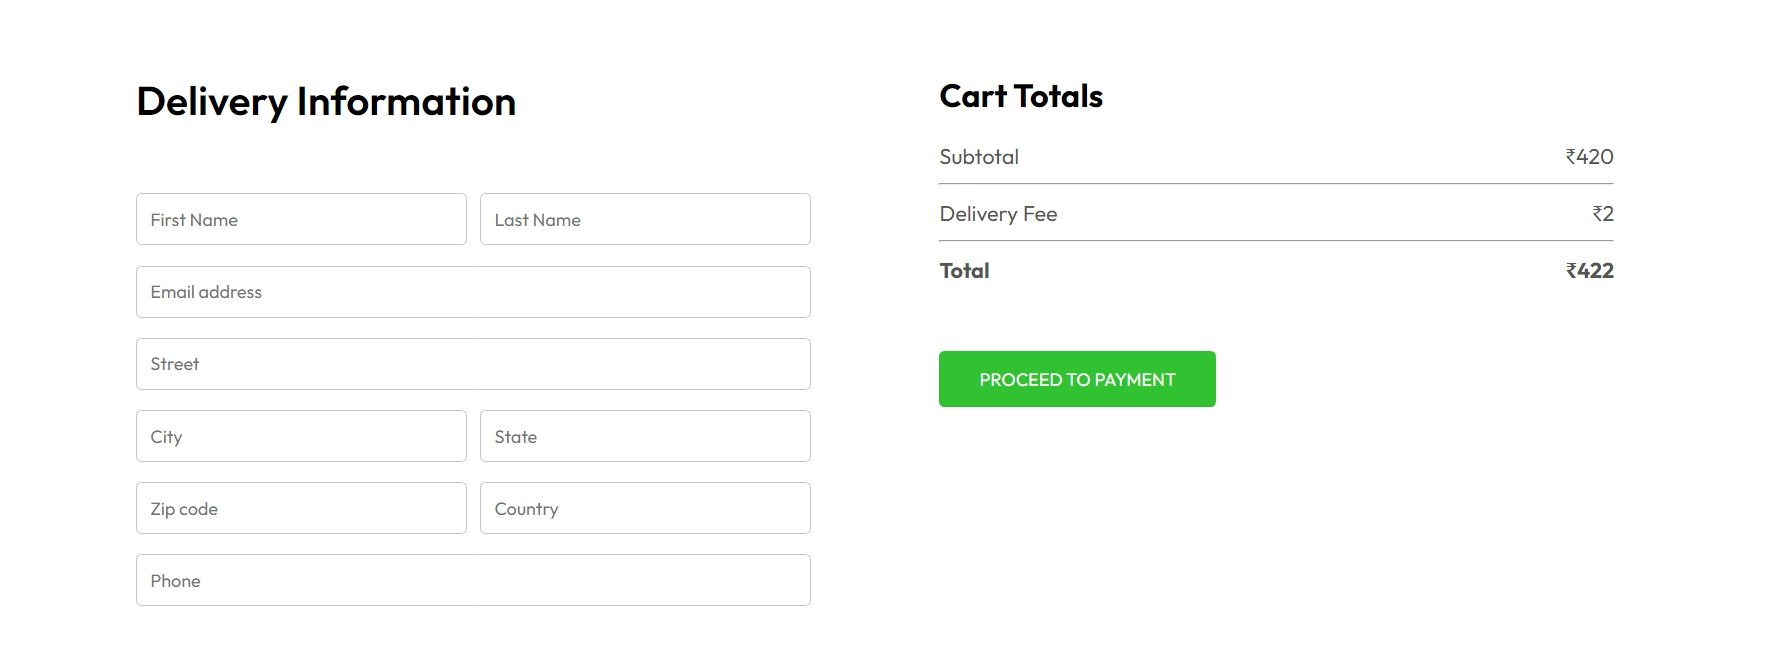 Delivery Information
First Name
Last Name
Email address
Street
City
State
Zip code
Country
Phone
Cart Totals
Subtotal ₹420
Delivery Fee ₹2
Total ₹422
PROCEED TO PAYMENT